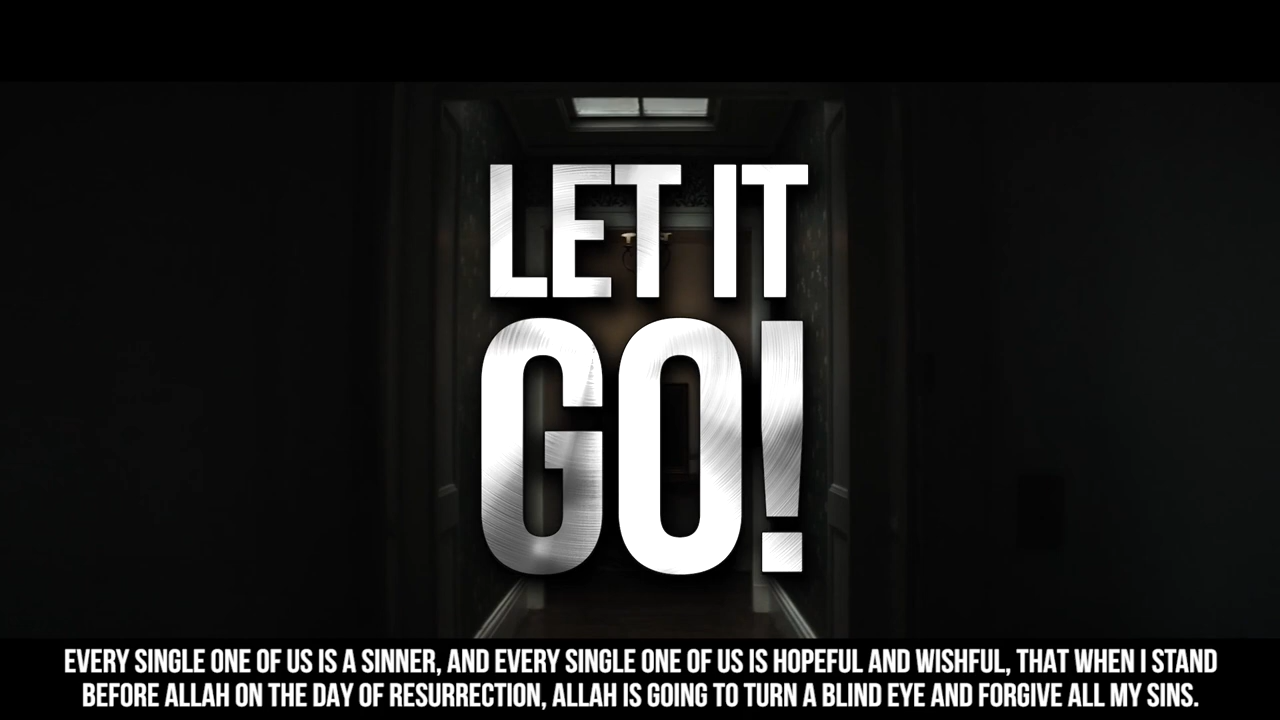 LET IT
GO!
EVERY SINGLE ONE OF US IS A SINNER, AND EVERY SINGLE ONE OF US IS HOPEFUL AND WISHFUL, THAT WHEN I STAND
BEFORE ALLAH ON THE DAY OF RESURRECTION, ALLAH IS GOING TO TURN A BLIND EYE AND FORGIVE ALL MY SINS.